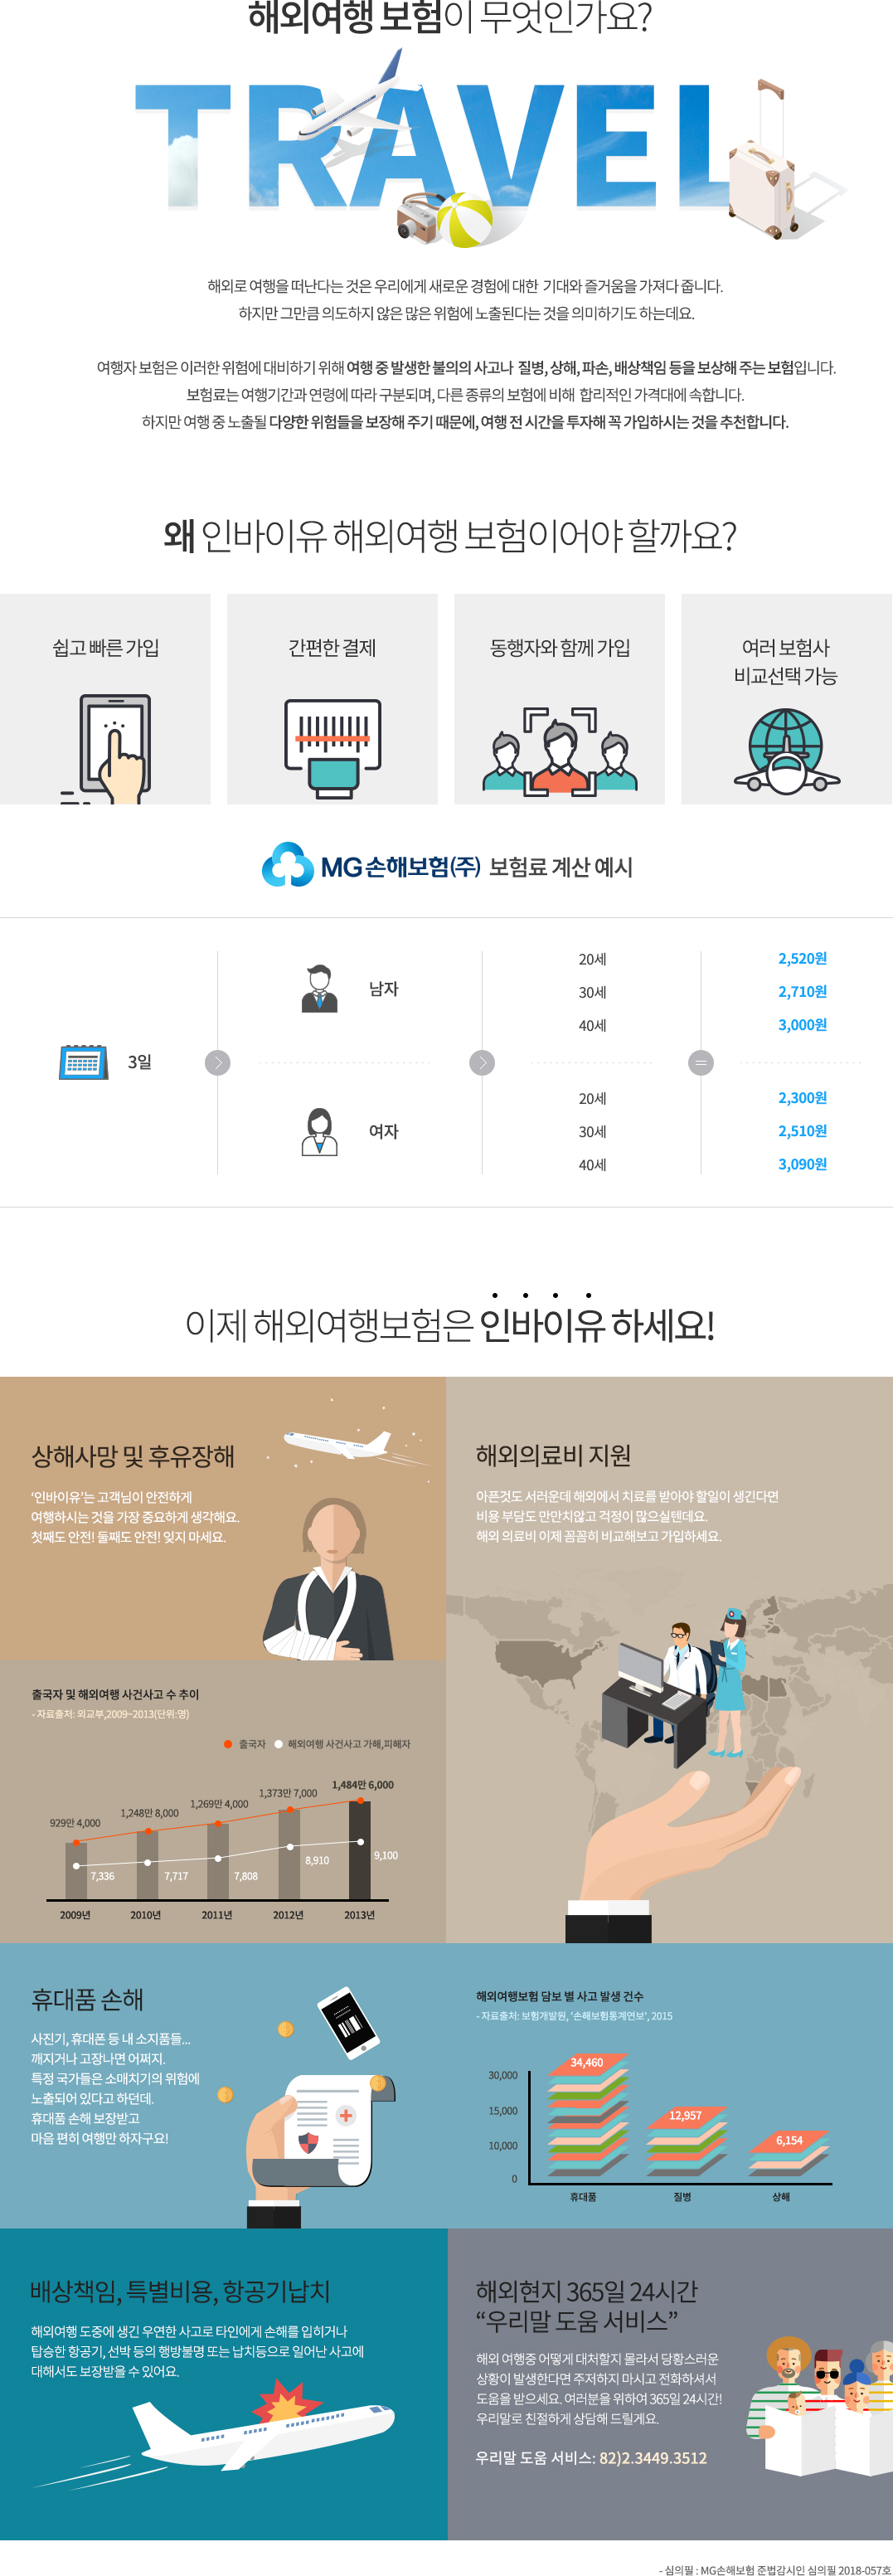 해외여행 보험이 무엇인가요?
TRAVEL
해외로 여행을 떠난다는 것은 우리에게 새로운 경험에 대한 기대와 즐거움을 가져다 줍니다.
하지만 그만큼 의도하지 않은 많은 위험에 노출된다는 것을 의미하기도 하는데요.
여행자 보험은 이러한 위험에 대비하기 위해 여행 중 발생한 불의의 사고나 질병, 상해, 파손, 배상책임 등을 보상해 주는 보험입니다.
보험료는 여행기간과 연령에 따라 구분되며, 다른 종류의 보험에 비해 합리적인 가격대에 속합니다.
하지만 여행 중 노출될 다양한 위험들을 보장해 주기 때문에, 여행 전 시간을 투자해 꼭 가입하시는 것을 추천합니다.
왜 인바이유 해외여행 보험이어야 할까요?
쉽고 빠른 가입
간편한 결제
동행자와 함께 가입
여러 보험사
비교선택 가능
MG 손해보험(주) 보험료 계산 예시
3일
남자
20세 2,520원
30세 2,710원
40세 3,000원
여자
20세 2,300원
30세 2,510원
40세 3,090원
이제 해외여행보험은 인바이유 하세요!
상해사망 및 후유장해
'인바이유'는 고객님이 안전하게
여행하시는 것을 가장 중요하게 생각해요.
첫째도 안전! 둘째도 안전! 잊지 마세요.
해외의료비 지원
아픈것도 서러운데 해외에서 치료를 받아야 할일이 생긴다면
비용 부담도 만만치않고 걱정이 많으실텐데요.
해외 의료비 이제 꼼꼼히 비교해보고 가입하세요.
출국자 및 해외여행 사건사고 수 추이
- 자료출처: 외교부,2009~2013(단위:명)
출국자 해외여행 사건사고 가해,피해자
929만 4,000
1,248만 8,000
1,269만 4,000
1,373만 7,000
1,484만 6,000
7,336
7,717
7,808
8,910
9,100
2009년 2010년 2011년 2012년 2013년
휴대품 손해
사진기, 휴대폰 등 내 소지품들...
깨지거나 고장나면 어쩌지.
특정 국가들은 소매치기의 위험에
노출되어 있다고 하던데.
휴대품 손해 보장받고
마음 편히 여행만 하자구요!
해외여행보험 담보 별 사고 발생 건수
- 자료출처: 보험개발원, '손해보험통계연보', 2015
30,000
15,000
10,000
0
34,460
12,957
6,154
휴대품 질병 상해
배상책임, 특별비용, 항공기납치
해외여행 도중에 생긴 우연한 사고로 타인에게 손해를 입히거나
탑승한 항공기, 선박 등의 행방불명 또는 납치등으로 일어난 사고에
대해서도 보장받을 수 있어요.
해외현지 365일 24시간
“우리말 도움 서비스”
해외 여행중 어떻게 대처할지 몰라서 당황스러운
상황이 발생한다면 주저하지 마시고 전화하셔서
도움을 받으세요. 여러분을 위하여 365일 24시간!
우리말로 친절하게 상담해 드릴게요.
우리말 도움 서비스: 82)2.3449.3512
- 심의필 : MG손해보험 준법감시인 심의필 2018-057호